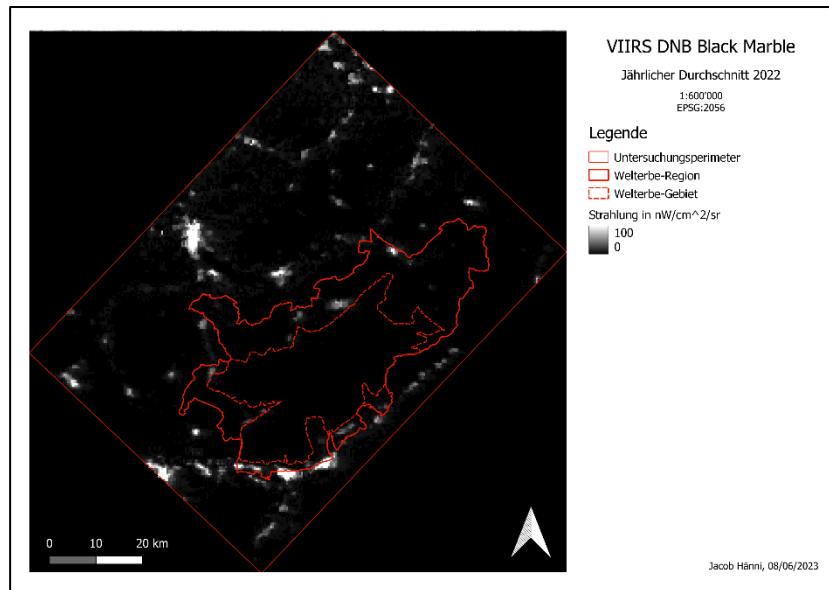 VIIRS DNB Black Marble
Jährlicher Durchschnitt 2022
1:600'000
EPSG:2056
Legende
Untersuchungsperimeter
Welterbe-Region
Welterbe-Gebiet
Strahlung in nW/cm^2/sr
100
0
0 10 20 km
Jacob Hänni, 08/06/2023